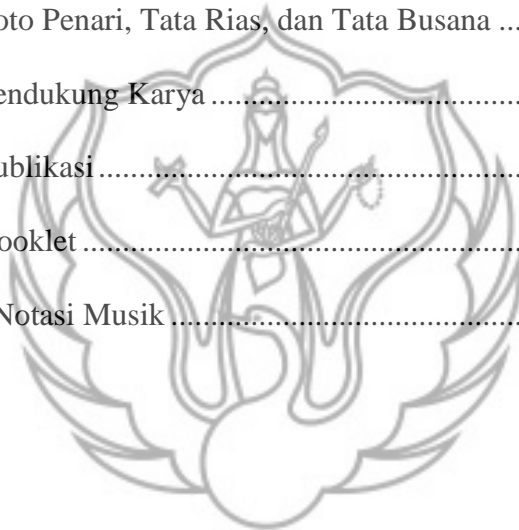 oto Penari, Tata Rias, dan Tata Busana ...
endukung Karya ........................................
ublikasi ......................................................
ooklet ........................................................
Notasi Musik .............................................